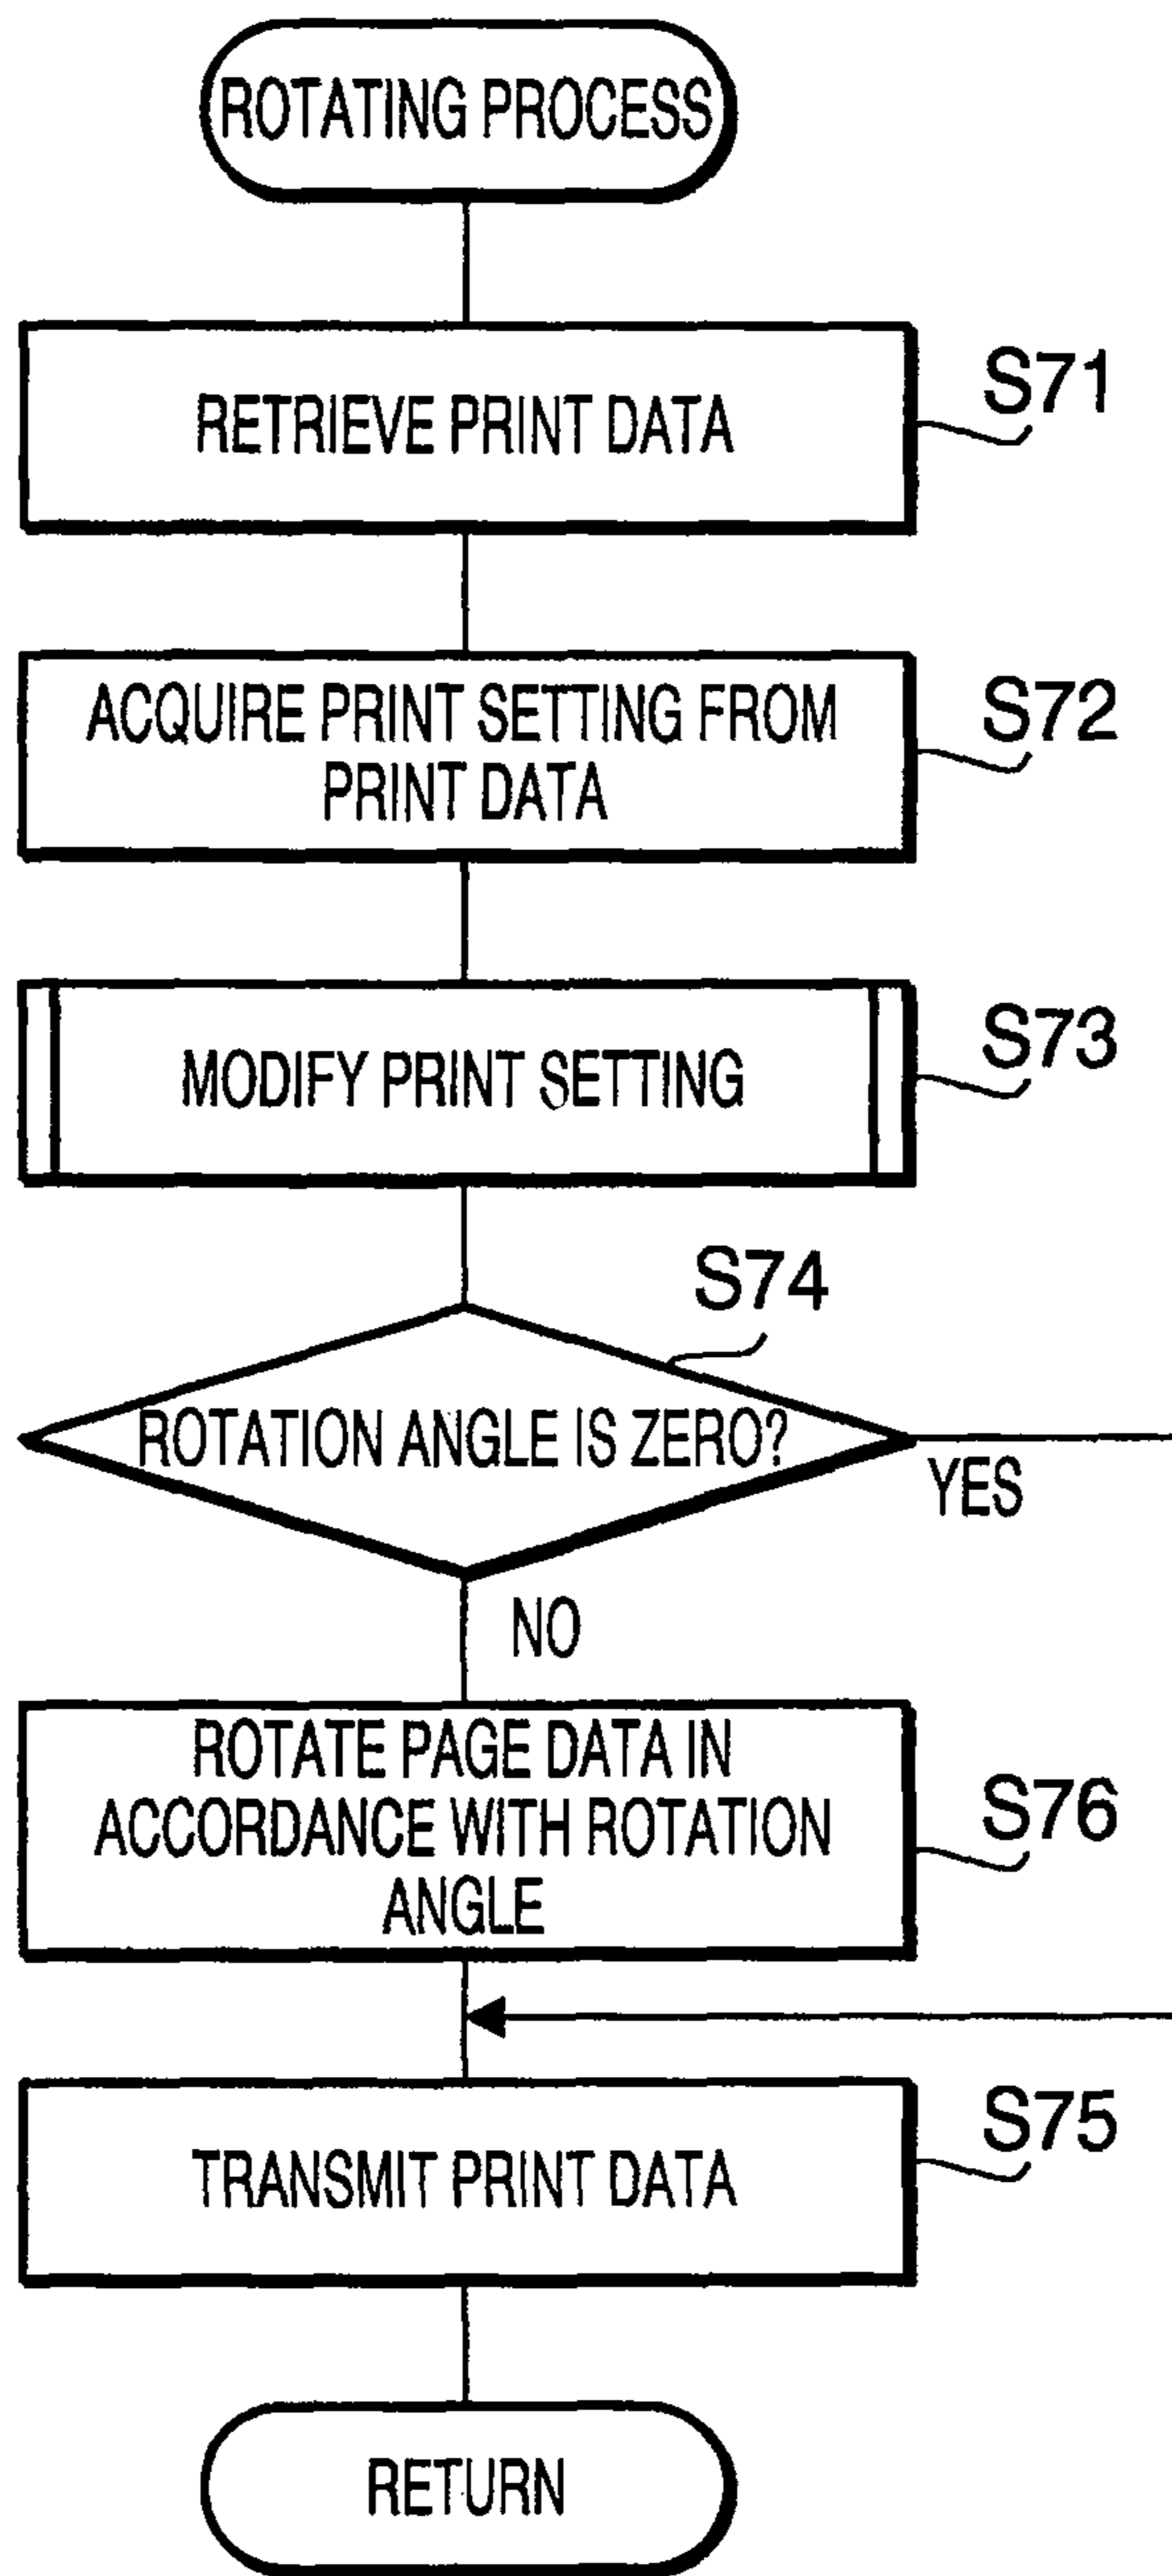 ROTATING PROCESS
RETRIEVE PRINT DATA
S71
ACQUIRE PRINT SETTING FROM
PRINT DATA
S72
MODIFY PRINT SETTING
S73
S74
ROTATION ANGLE IS ZERO?
YES
NO
ROTATE PAGE DATA IN
ACCORDANCE WITH ROTATION
ANGLE
S76
TRANSMIT PRINT DATA
S75
RETURN